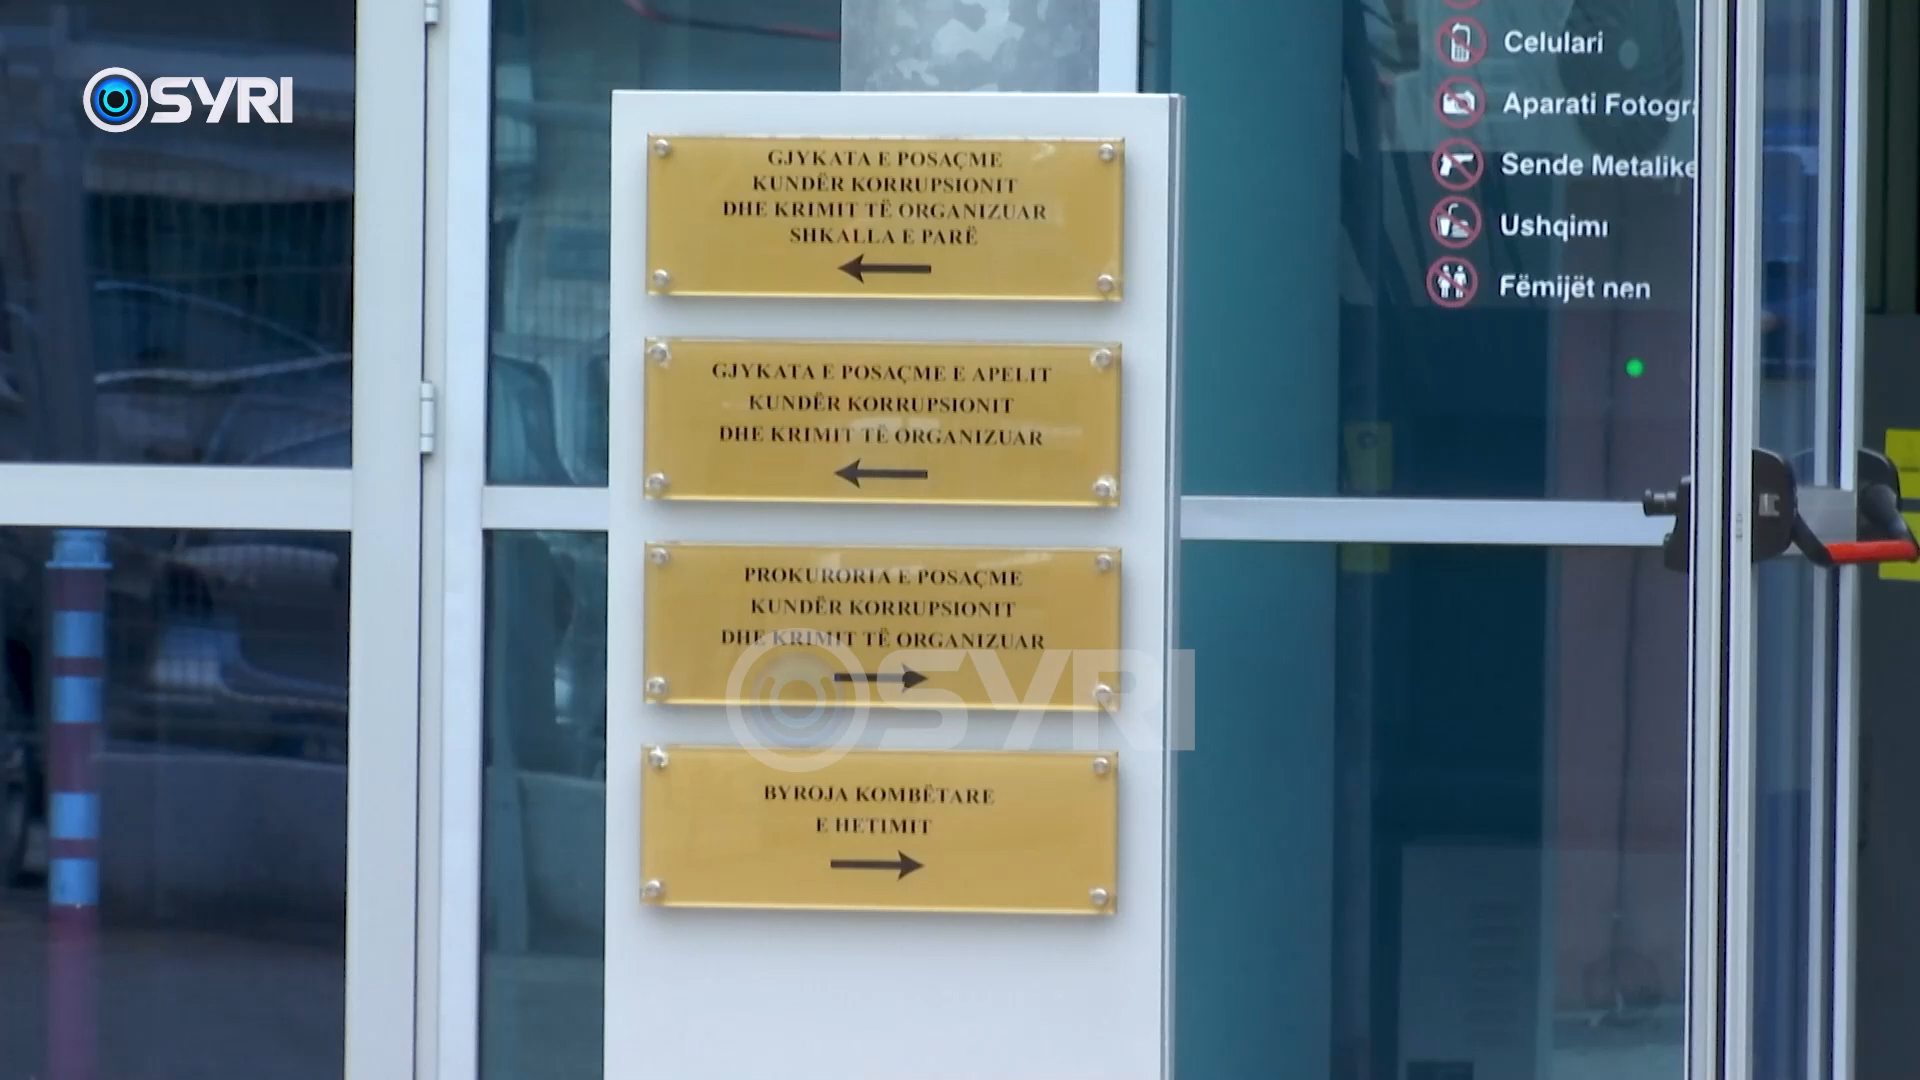 SYRI
GJYKATA E POSAÇME
KUNDËR KORRUPSIONIT
DHE KRIMIT TË ORGANIZUAR
SHKALLA E PARË
GJYKATA E POSAÇME E APELIT
KUNDËR KORRUPSIONIT
DHE KRIMIT TË ORGANIZUAR
PROKURORIA E POSAÇME
KUNDËR KORRUPSIONIT
DHE KRIMIT TË ORGANIZUAR
SYRI
BYROJA KOMBËTARE
E HETIMIT
Celulari
Aparati Fotogra
Sende Metalike
Ushqimi
Fëmijët nen